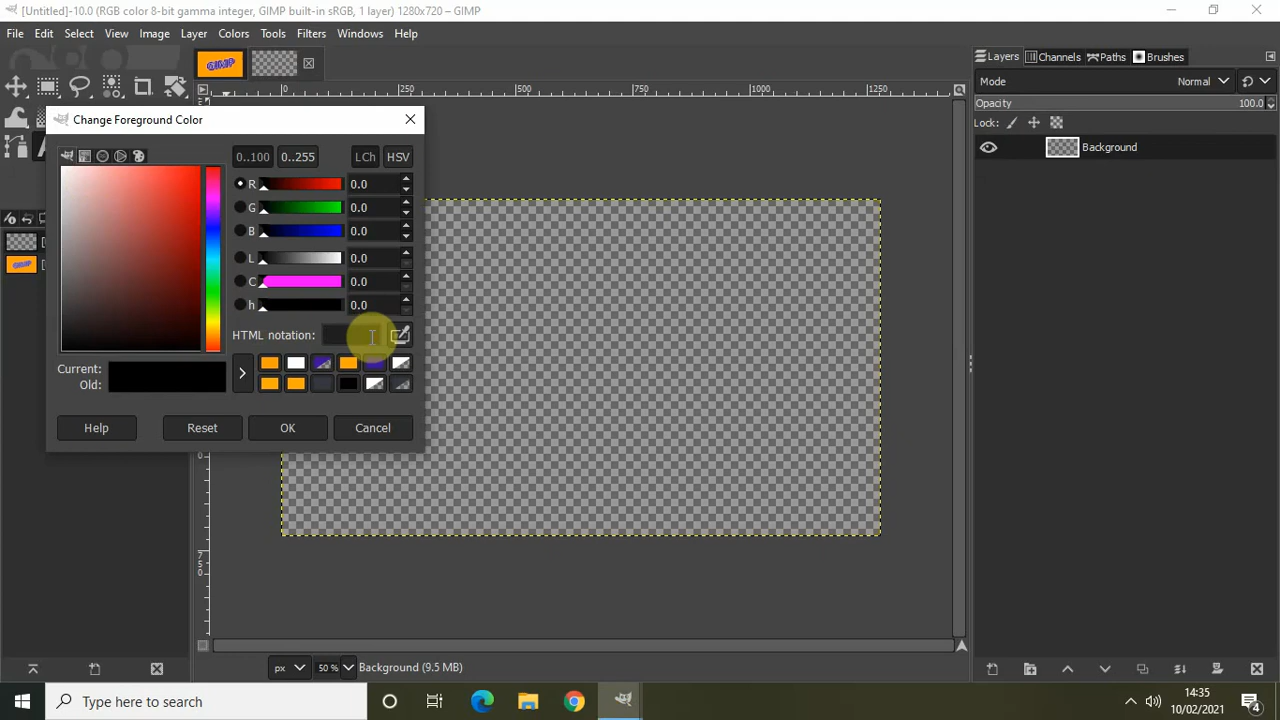 [Untitled]-10.0 (RGB color 8-bit gamma integer, GIMP built-in sRGB, 1 layer) 1280x720 – GIMP
File Edit Select View Image Layer Colors Tools Filters Windows Help
GIMP
Layers Channels Paths Brushes
Mode Normal
Opacity 100.0
Lock:
Background
0 250 500 750 1000 1250
Change Foreground Color
0..100 0..255 LCh HSV
R 0.0
G 0.0
B 0.0
L 0.0
C 0.0
h 0.0
HTML notation:
Current:
Old:
Help Reset OK Cancel
750
px 50 % Background (9.5 MB)
Type here to search
14:35
10/02/2021
4